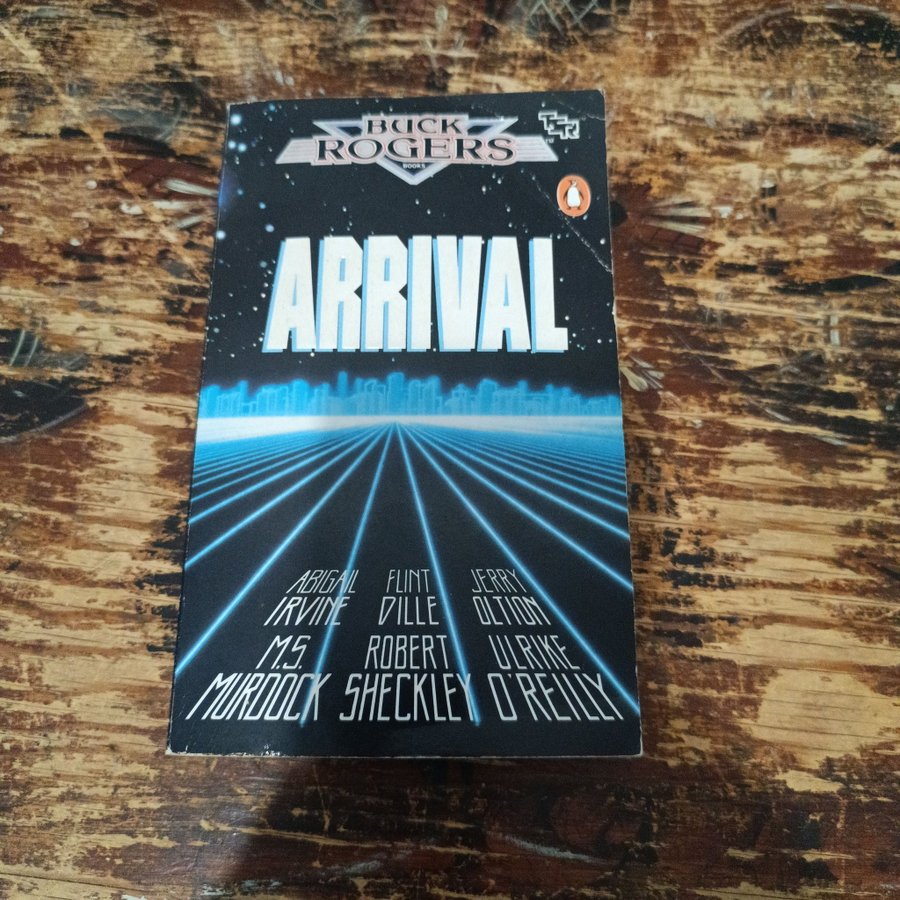 BUCK
ROGERS
BOOKS
TSR
ARRIVAL
ABIGAIL FLINT JERRY
IRVINE DILLE OLTION
M.S. ROBERT ULRIKE
MURDOCK SHECKLEY O'REILLY